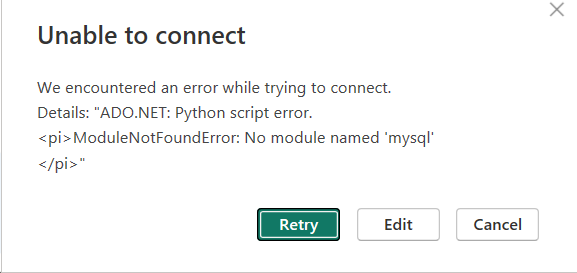 Unable to connect
We encountered an error while trying to connect.
Details: "ADO.NET: Python script error.
<pi>ModuleNotFoundError: No module named 'mysql'
</pi>"
Retry Edit Cancel